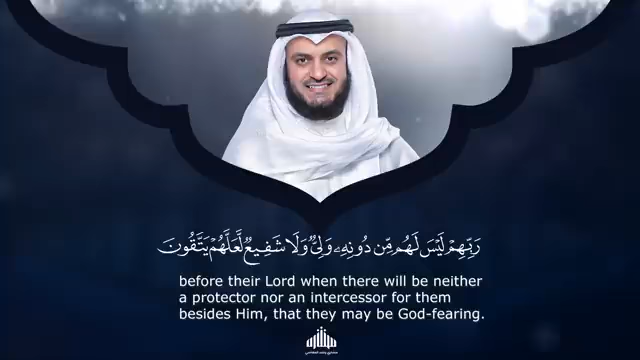 رَبِّهِمْ لَيْسَ لَهُم مِّن دُونِهِۦ وَلِىٌّ وَلَا شَفِيعٌ لَّعَلَّهُمْ يَتَّقُونَ
before their Lord when there will be neither
a protector nor an intercessor for them
besides Him, that they may be God-fearing.